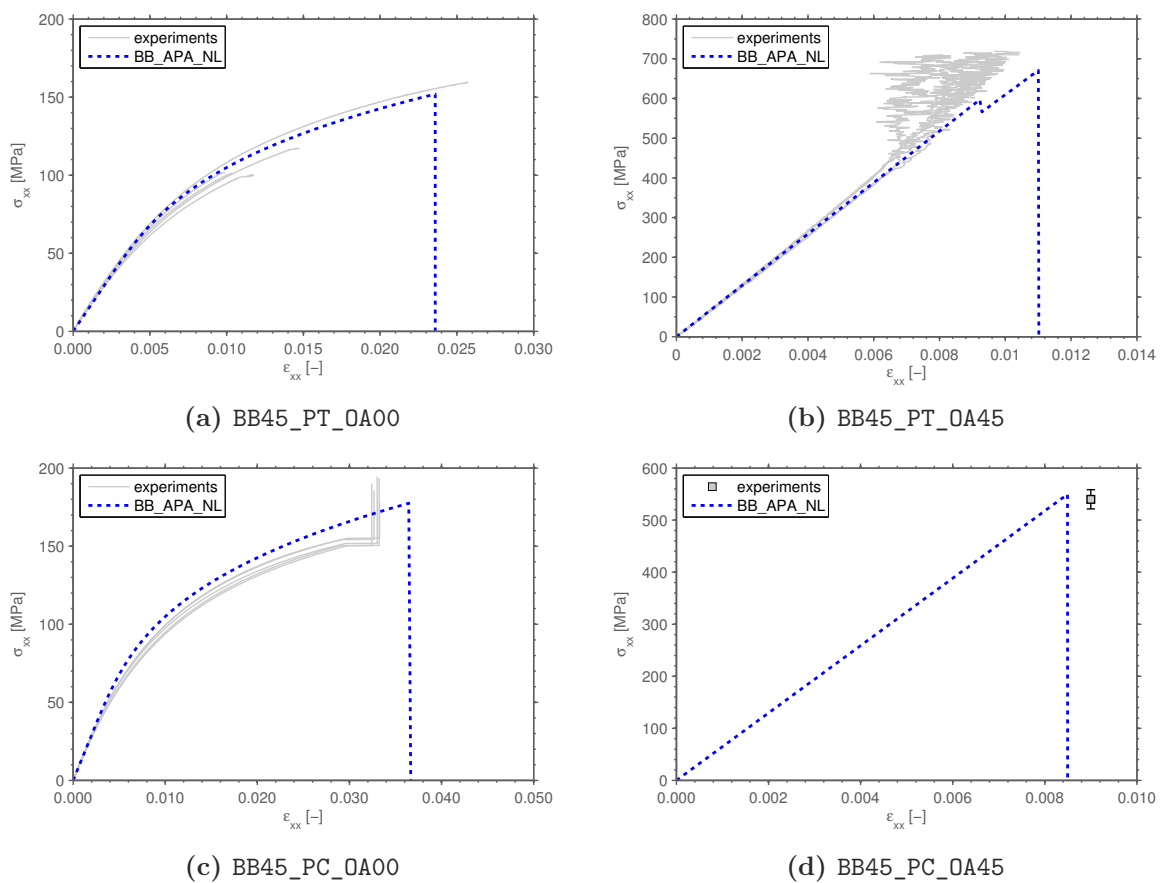 experiments
BB_APA_NL
200
150
100
50
0
σxx [MPa]
0.000 0.005 0.010 0.015 0.020 0.025 0.030
εxx [–]
(a) BB45_PT_OA00
experiments
BB_APA_NL
800
700
600
500
400
300
200
100
0
σxx [MPa]
0 0.002 0.004 0.006 0.008 0.01 0.012 0.014
εxx [–]
(b) BB45_PT_OA45
experiments
BB_APA_NL
200
150
100
50
0
σxx [MPa]
0.000 0.010 0.020 0.030 0.040 0.050
εxx [–]
(c) BB45_PC_OA00
experiments
BB_APA_NL
600
500
400
300
200
100
0
σxx [MPa]
0.000 0.002 0.004 0.006 0.008 0.010
εxx [–]
(d) BB45_PC_OA45